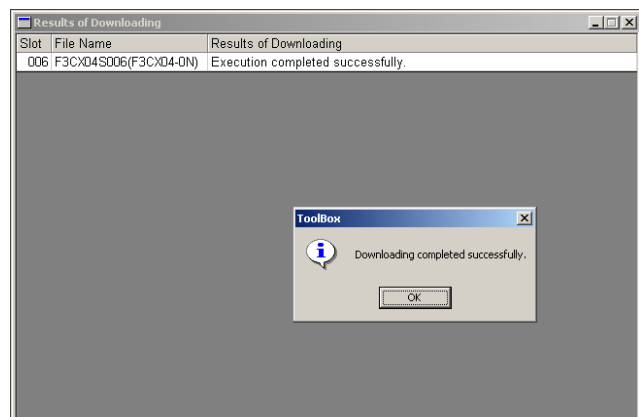 Results of Downloading
Slot File Name Results of Downloading
006 F3CX04S006(F3CX04-0N) Execution completed successfully.
ToolBox
Downloading completed successfully.
OK